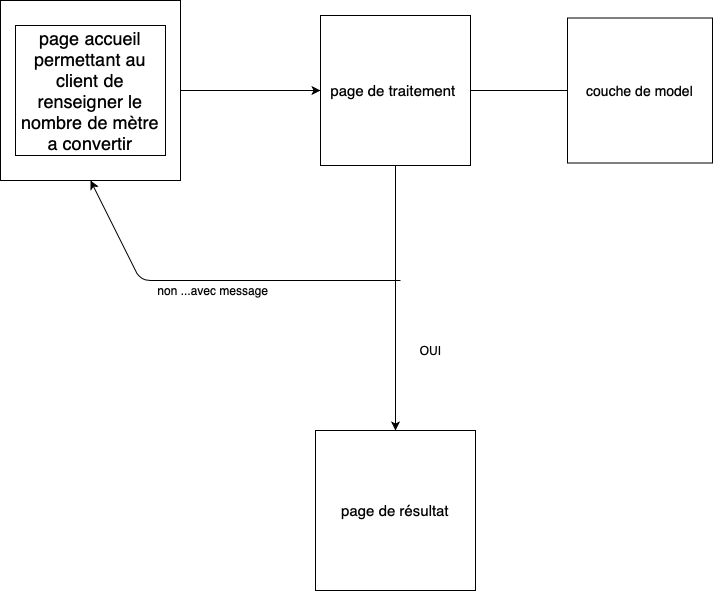 page accueil
permettant au
client de
renseigner le
nombre de mètre
a convertir
page de traitement
couche de model
non ...avec message
OUI
page de résultat